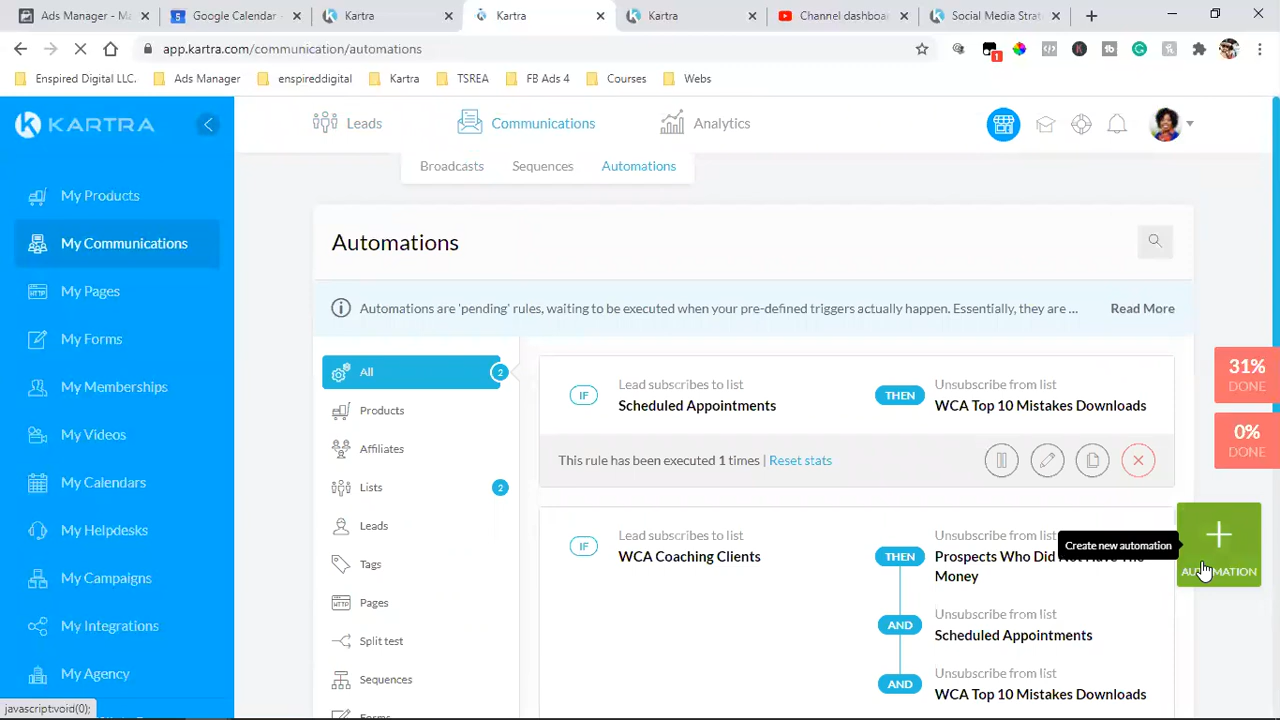 Ads Manager - Ma
Google Calendar -
Kartra
Kartra
Kartra
Channel dashboa
Social Media Stra
app.kartra.com/communication/automations
1
Enspired Digital LLC.
Ads Manager
enspireddigital
Kartra
TSREA
FB Ads 4
Courses
Webs
KARTRA
Leads
Communications
Analytics
Broadcasts
Sequences
Automations
My Products
My Communications
My Pages
My Forms
My Memberships
My Videos
My Calendars
My Helpdesks
My Campaigns
My Integrations
My Agency
javascript:void(0);
Automations
Automations are 'pending' rules, waiting to be executed when your pre-defined triggers actually happen. Essentially, they are ...
Read More
All
2
Products
Affiliates
Lists
2
Leads
Tags
Pages
Split test
Sequences
Forms
IF
Lead subscribes to list
Scheduled Appointments
THEN
Unsubscribe from list
WCA Top 10 Mistakes Downloads
This rule has been executed 1 times | Reset stats
IF
Lead subscribes to list
WCA Coaching Clients
THEN
Unsubscribe from list
Prospects Who Did Not Have The
Money
AND
Unsubscribe from list
Scheduled Appointments
AND
Unsubscribe from list
WCA Top 10 Mistakes Downloads
31%
DONE
0%
DONE
Create new automation
AUTOMATION